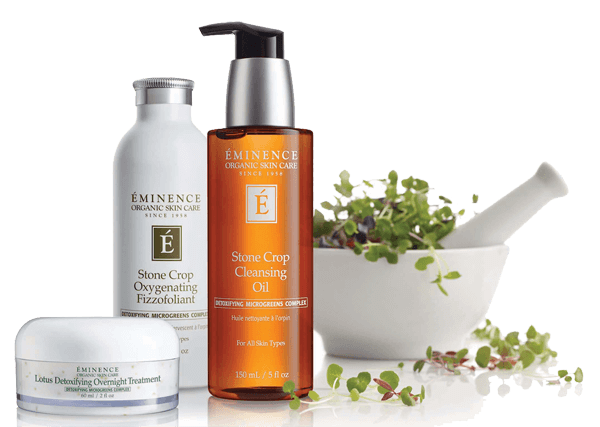 ÉMINENCE
ORGANIC SKIN CARE
SINCE 1958
É
Stone Crop
Oxygenating
Fizzofoliant
DETOXIFYING MICROGREENS COMPLEX
ÉMINENCE
ORGANIC SKIN CARE
SINCE 1958
É
Stone Crop
Cleansing
Oil
DETOXIFYING MICROGREENS COMPLEX
Huile nettoyante à l'orpin
For All Skin Types
150 mL / 5 fl oz
ÉMINENCE
ORGANIC SKIN CARE
Lotus Detoxifying Overnight Treatment
DETOXIFYING MICROGREENS COMPLEX
60 ml / 2 fl oz